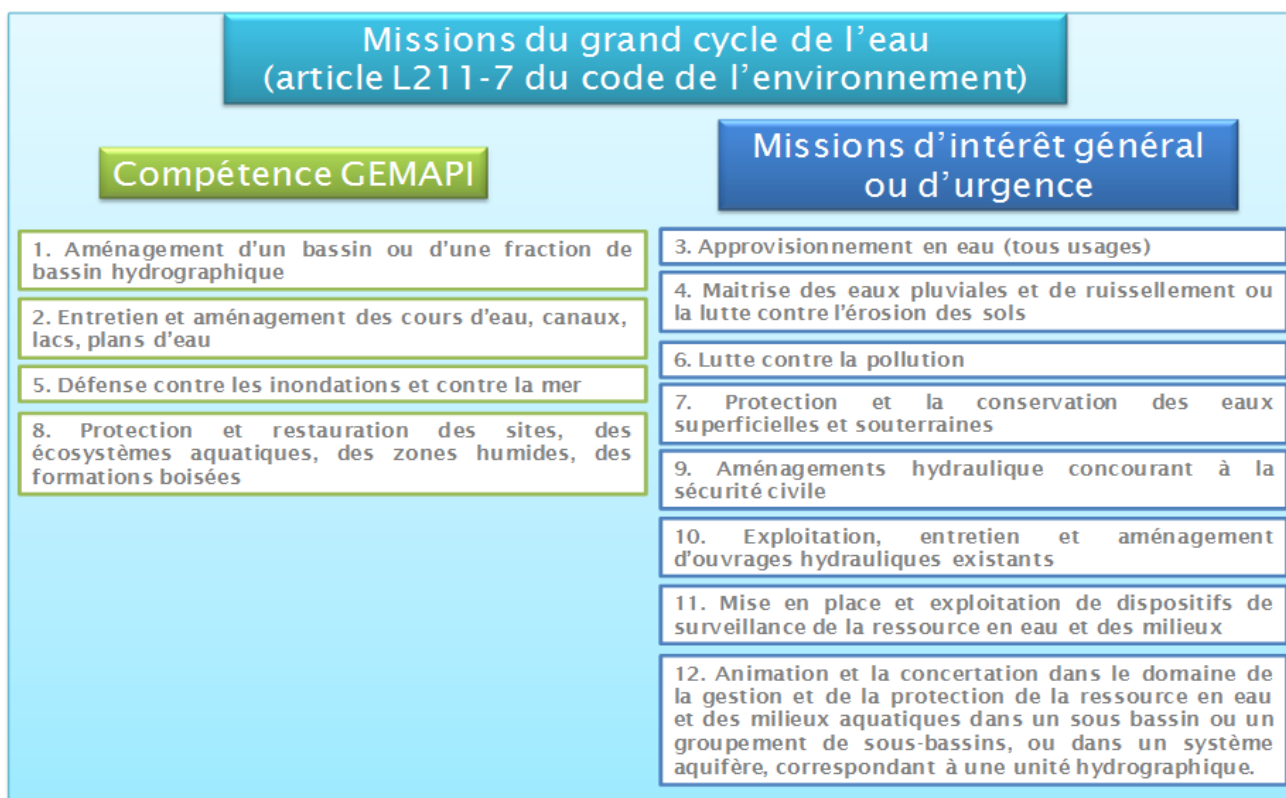 Missions du grand cycle de l'eau
(article L211-7 du code de l'environnement)
Compétence GEMAPI
1. Aménagement d'un bassin ou d'une fraction de
bassin hydrographique
2. Entretien et aménagement des cours d'eau, canaux,
lacs, plans d'eau
5. Défense contre les inondations et contre la mer
8. Protection et restauration des sites, des
écosystèmes aquatiques, des zones humides, des
formations boisées
Missions d'intérêt général
ou d'urgence
3. Approvisionnement en eau (tous usages)
4. Maitrise des eaux pluviales et de ruissellement ou
la lutte contre l'érosion des sols
6. Lutte contre la pollution
7. Protection et la conservation des eaux
superficielles et souterraines
9. Aménagements hydraulique concourant à la
sécurité civile
10. Exploitation, entretien et aménagement
d'ouvrages hydrauliques existants
11. Mise en place et exploitation de dispositifs de
surveillance de la ressource en eau et des milieux
12. Animation et la concertation dans le domaine de
la gestion et de la protection de la ressource en eau
et des milieux aquatiques dans un sous bassin ou un
groupement de sous-bassins, ou dans un système
aquifère, correspondant à une unité hydrographique.